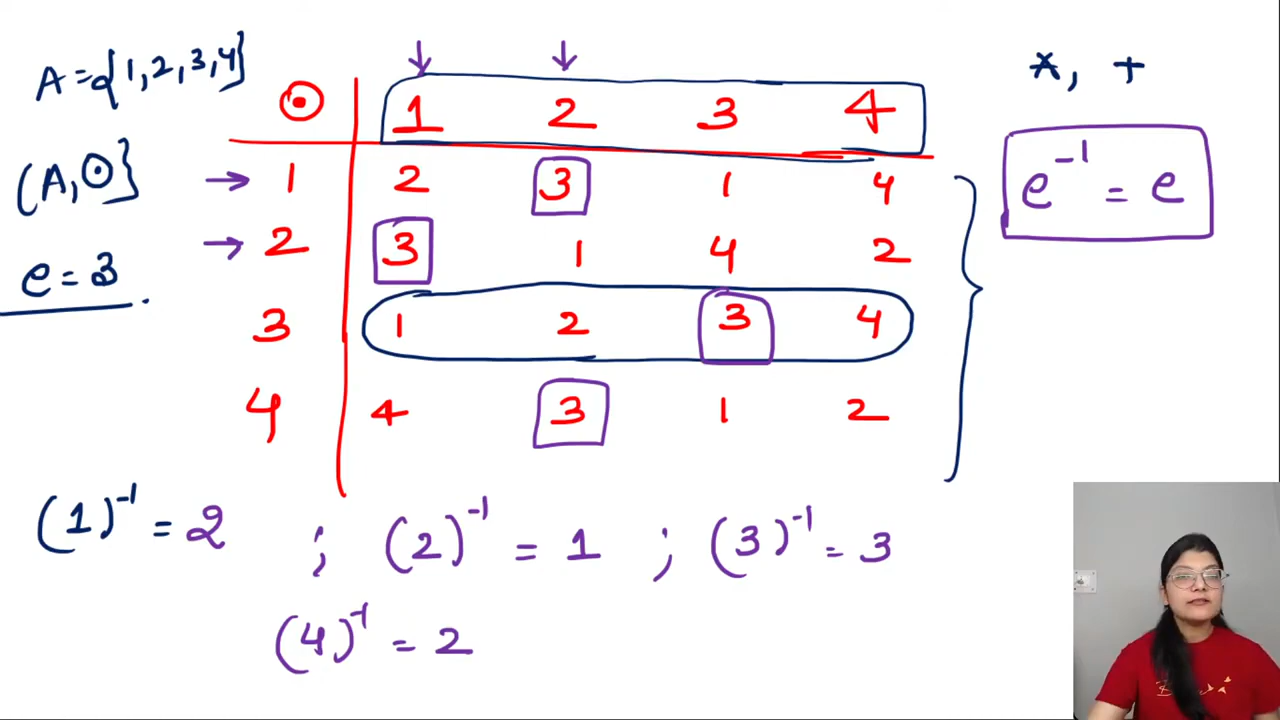 A = {1, 2, 3, 4}
(A, ⊙}
e = 3
⊙ 1 2 3 4
1 2 3 1 4
2 3 1 4 2
3 1 2 3 4
4 4 3 1 2
*, +
e⁻¹ = e
(1)⁻¹ = 2 ; (2)⁻¹ = 1 ; (3)⁻¹ = 3
(4)⁻¹ = 2